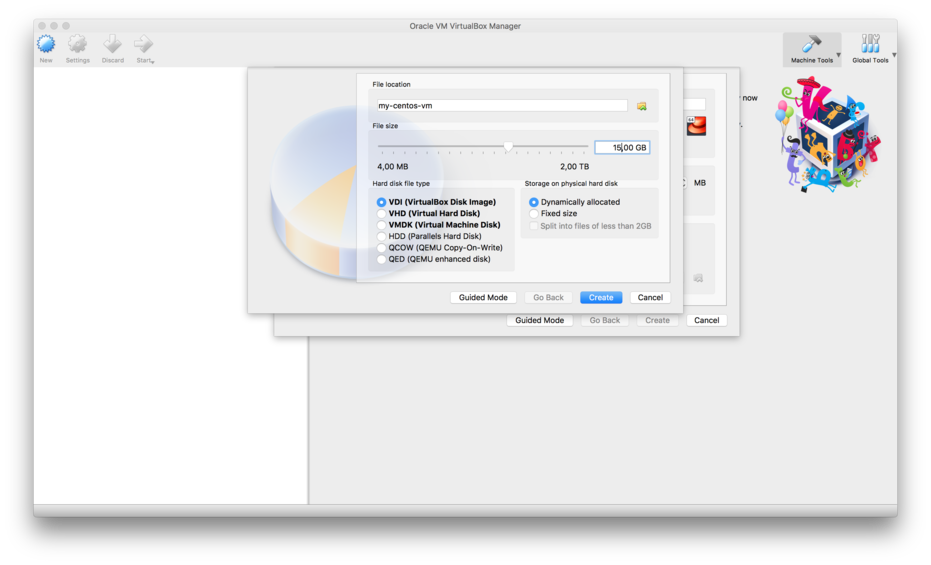 Oracle VM VirtualBox Manager
New Settings Discard Start Machine Tools Global Tools
File location
my-centos-vm
now
File size
15,00 GB
4,00 MB 2,00 TB
Hard disk file type Storage on physical hard disk
MB
VDI (VirtualBox Disk Image) Dynamically allocated
VHD (Virtual Hard Disk) Fixed size
VMDK (Virtual Machine Disk) Split into files of less than 2GB
HDD (Parallels Hard Disk)
QCOW (QEMU Copy-On-Write)
QED (QEMU enhanced disk)
Guided Mode Go Back Create Cancel
Guided Mode Go Back Create Cancel